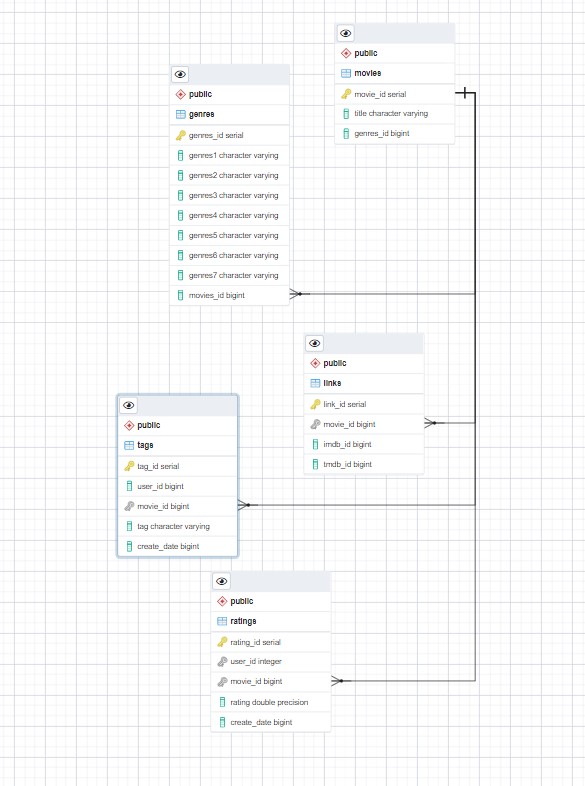 public
movies
movie_id serial
title character varying
genres_id bigint
public
genres
genres_id serial
genres1 character varying
genres2 character varying
genres3 character varying
genres4 character varying
genres5 character varying
genres6 character varying
genres7 character varying
movies_id bigint
public
links
link_id serial
movie_id bigint
imdb_id bigint
tmdb_id bigint
public
tags
tag_id serial
user_id bigint
movie_id bigint
tag character varying
create_date bigint
public
ratings
rating_id serial
user_id integer
movie_id bigint
rating double precision
create_date bigint